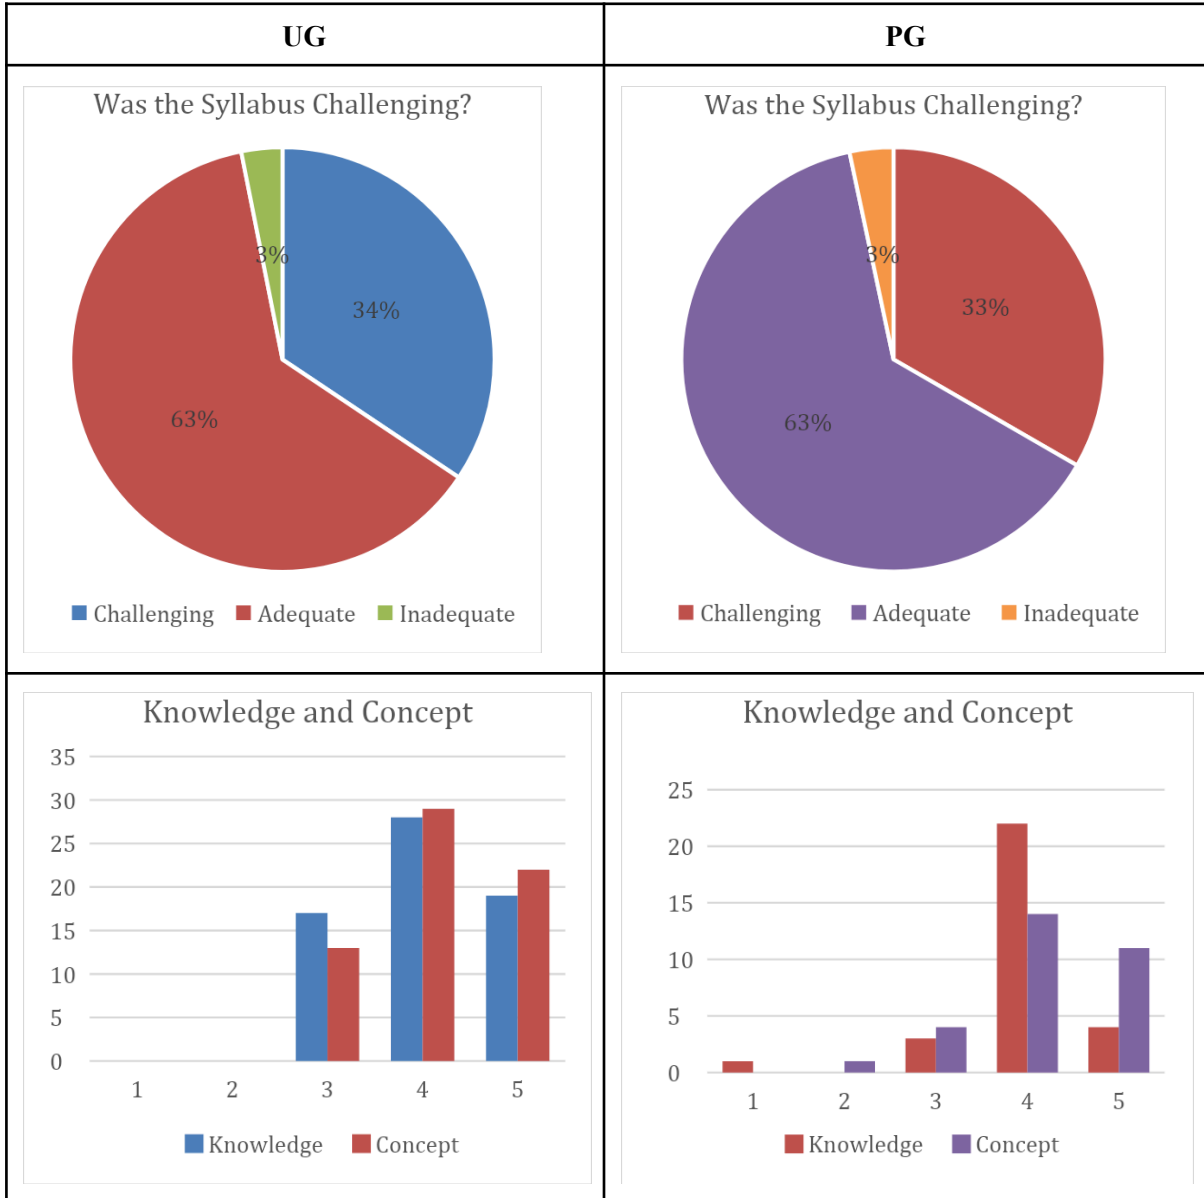 UG
PG
Was the Syllabus Challenging?
3%
34%
63%
Challenging Adequate Inadequate
Was the Syllabus Challenging?
3%
33%
63%
Challenging Adequate Inadequate
Knowledge and Concept
35
30
25
20
15
10
5
0
1 2 3 4 5
Knowledge Concept
Knowledge and Concept
25
20
15
10
5
0
1 2 3 4 5
Knowledge Concept